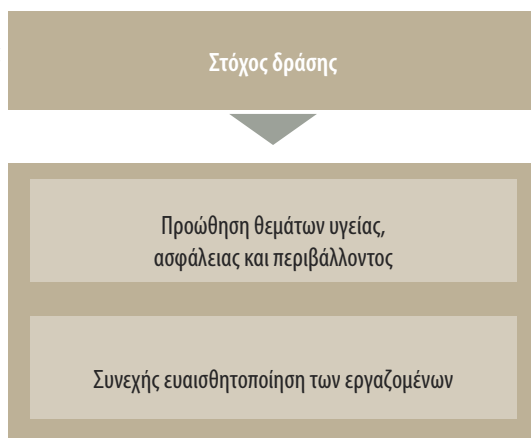 Στόχος δράσης
Προώθηση θεμάτων υγείας,
ασφάλειας και περιβάλλοντος
Συνεχής ευαισθητοποίηση των εργαζομένων